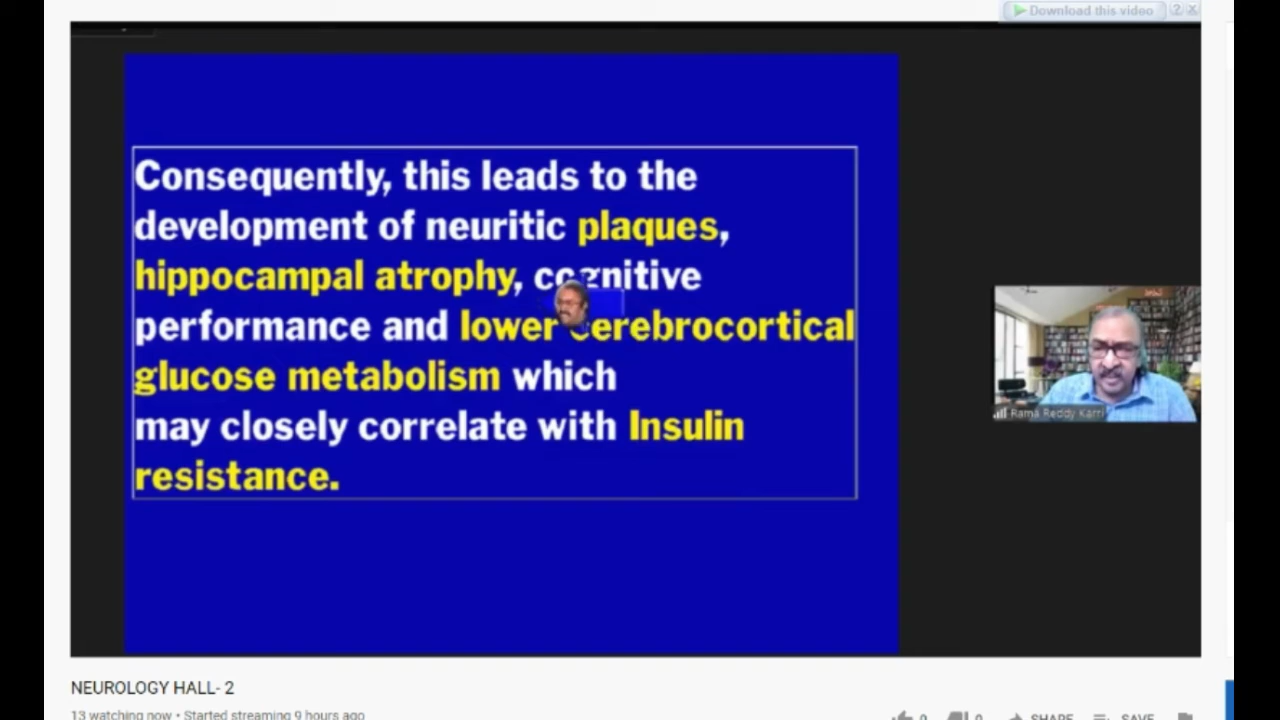 Download this video ? x
Consequently, this leads to the
development of neuritic plaques,
hippocampal atrophy, cognitive
performance and lower cerebrocortical
glucose metabolism which
may closely correlate with Insulin
resistance.
Rama Reddy Karri
NEUROLOGY HALL- 2
13 watching now • Started streaming 9 hours ago
0 0 SHARE SAVE